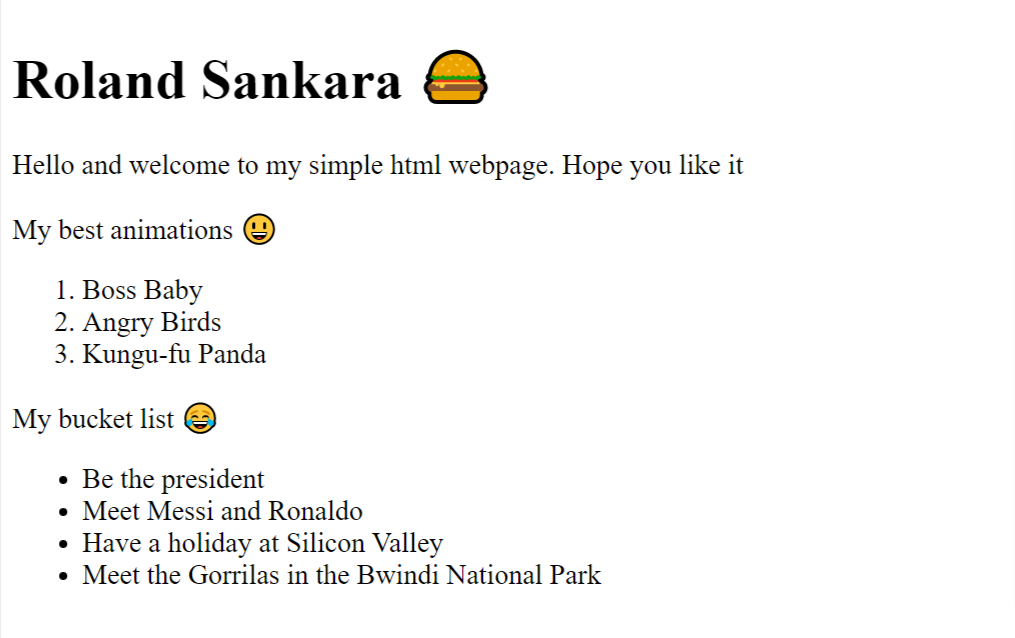 Roland Sankara 🍔
Hello and welcome to my simple html webpage. Hope you like it
My best animations 😃
1. Boss Baby
2. Angry Birds
3. Kungu-fu Panda
My bucket list 😂
• Be the president
• Meet Messi and Ronaldo
• Have a holiday at Silicon Valley
• Meet the Gorrilas in the Bwindi National Park